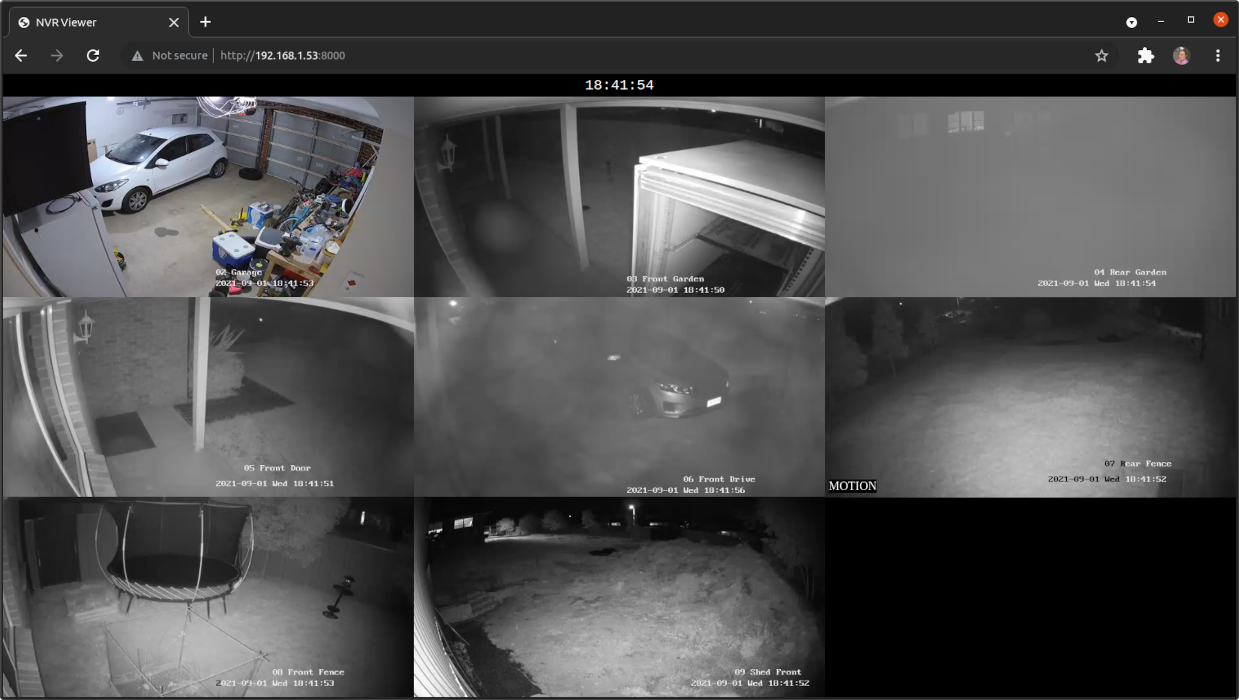 NVR Viewer
Not secure
http://192.168.1.53:8000
18:41:54
02 Garage
2021-09-01 18:41:53
03 Front Garden
2021-09-01 18:41:50
04 Rear Garden
2021-09-01 Wed 18:41:54
05 Front Door
2021-09-01 Wed 18:41:51
06 Front Drive
2021-09-01 Wed 18:41:56
07 Rear Fence
2021-09-01 Wed 18:41:52
MOTION
08 Front Fence
2021-09-01 Wed 18:41:53
09 Shed Front
2021-09-01 Wed 18:41:52